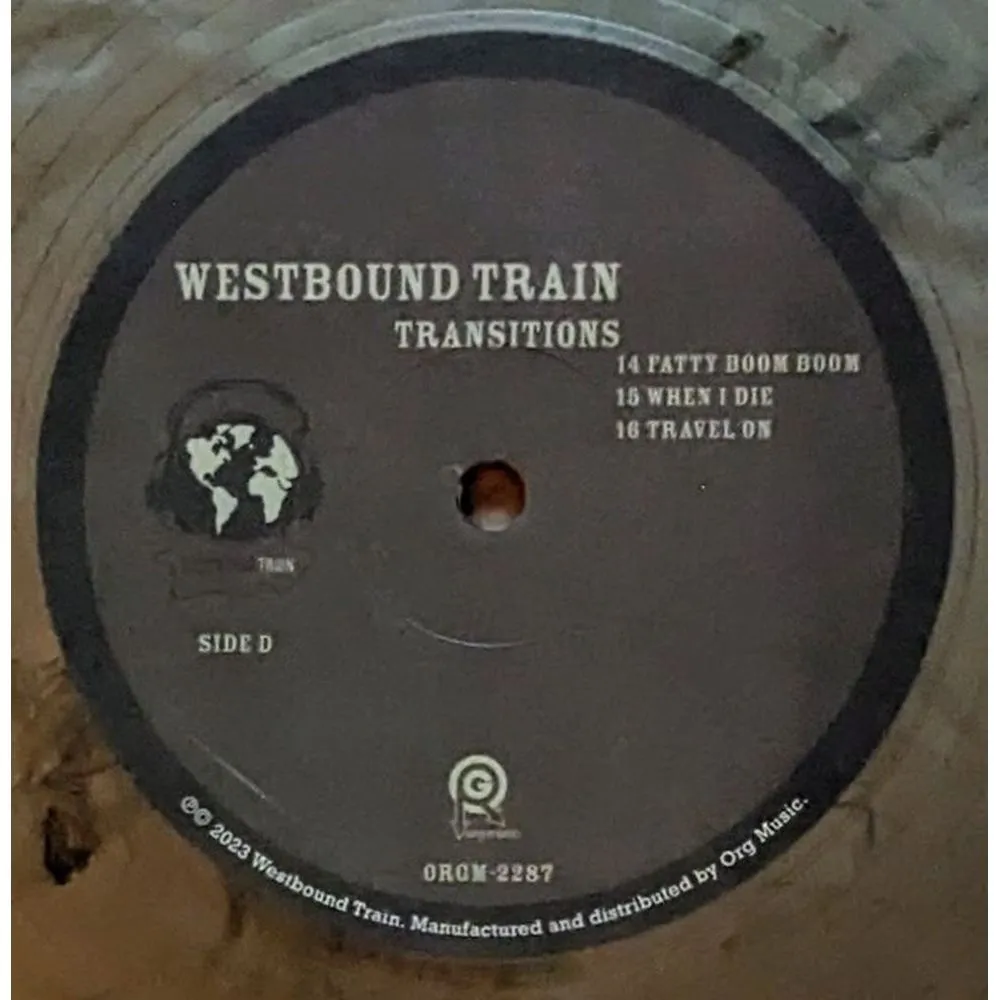 WESTBOUND TRAIN
TRANSITIONS
14 FATTY BOOM BOOM
15 WHEN I DIE
16 TRAVEL ON
TRAIN
SIDE D
ORGM-2287
℗© 2023 Westbound Train. Manufactured and distributed by Org Music.